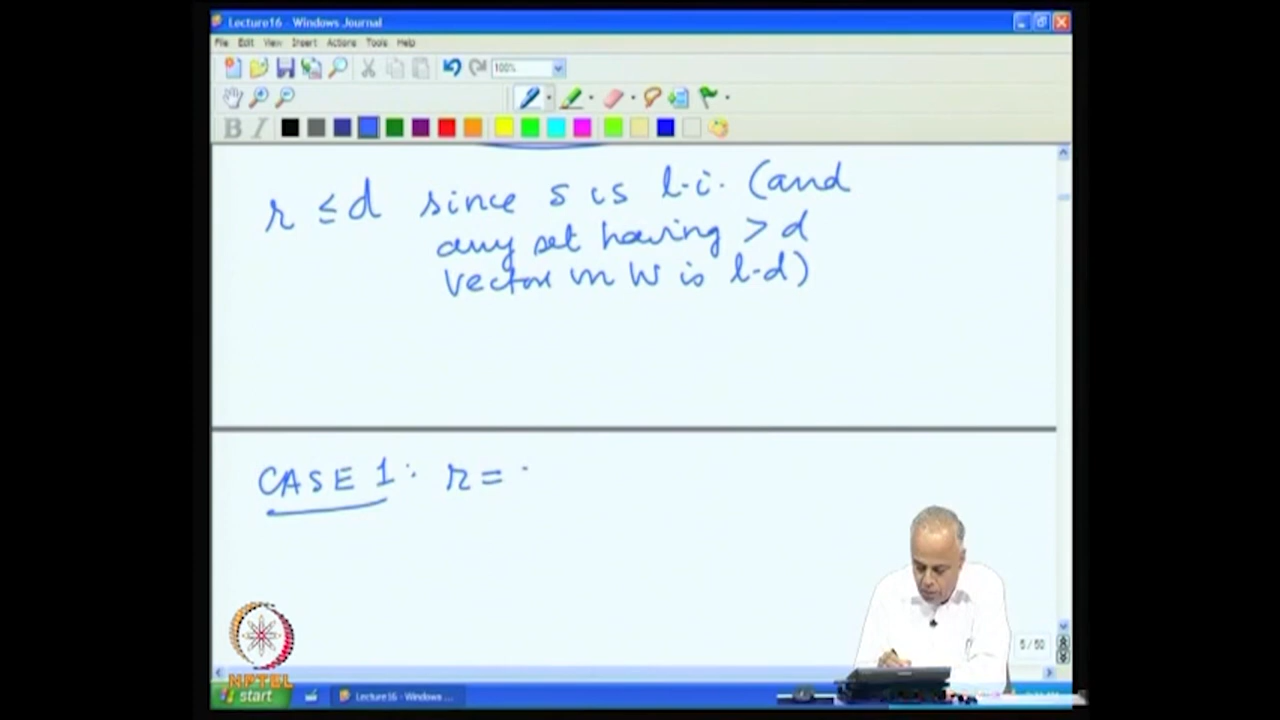 Lecture16 - Windows Journal
File Edit View Insert Actions Tools Help
100%
B I
r ≤ d since S is l.i. (and
any set having > d
vectors in W is l.d)
CASE 1: r =
5 / 50
NPTEL
start Lecture16 - Windows ...